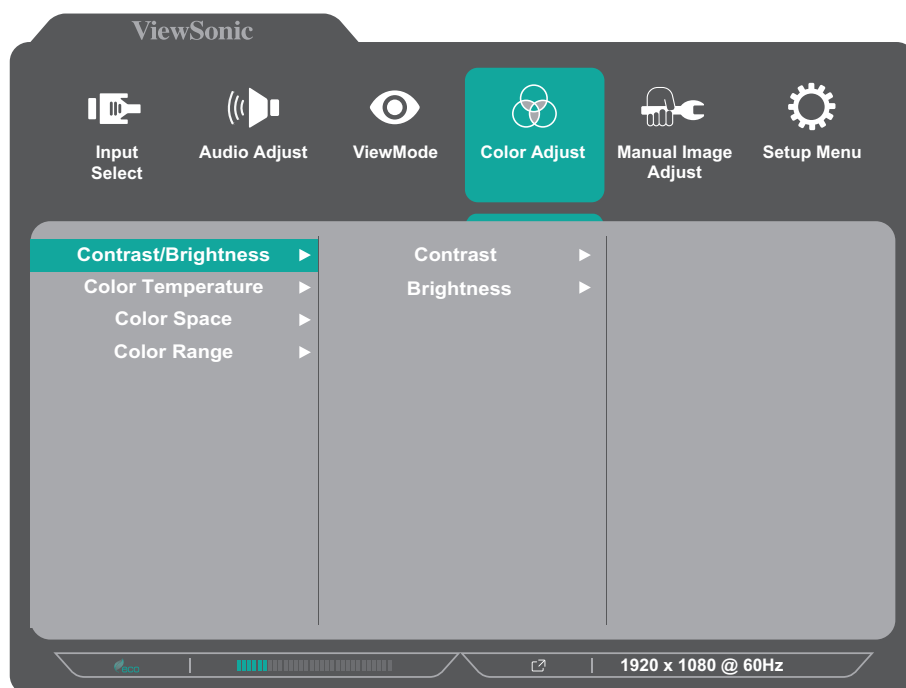 ViewSonic
Input
Select
Audio Adjust
ViewMode
Color Adjust
Manual Image
Adjust
Setup Menu
Contrast/Brightness
Color Temperature
Color Space
Color Range
Contrast
Brightness
eco
1920 x 1080 @ 60Hz